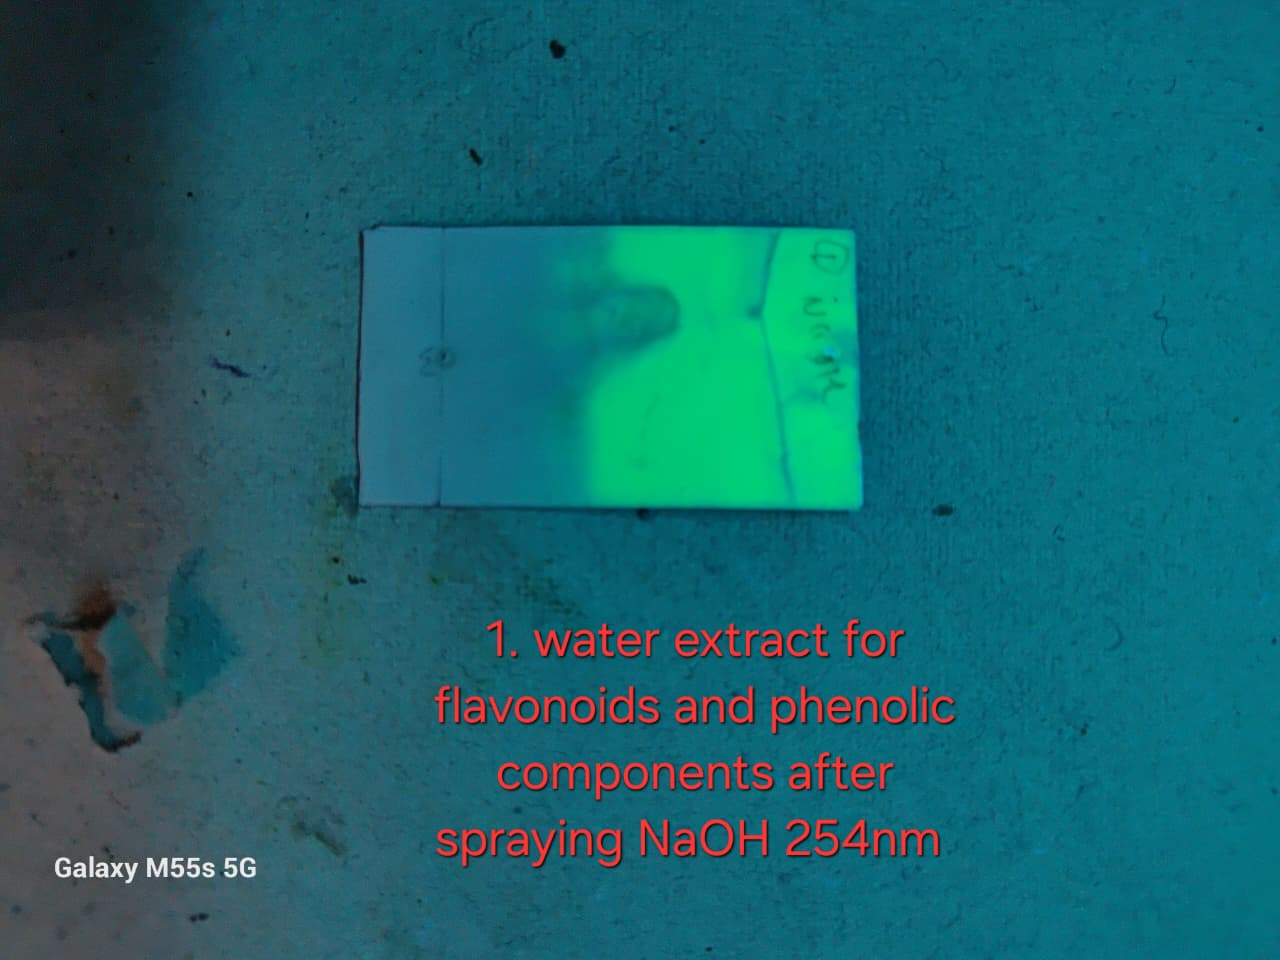 1. water extract for
flavonoids and phenolic
components after
spraying NaOH 254nm
Galaxy M55s 5G